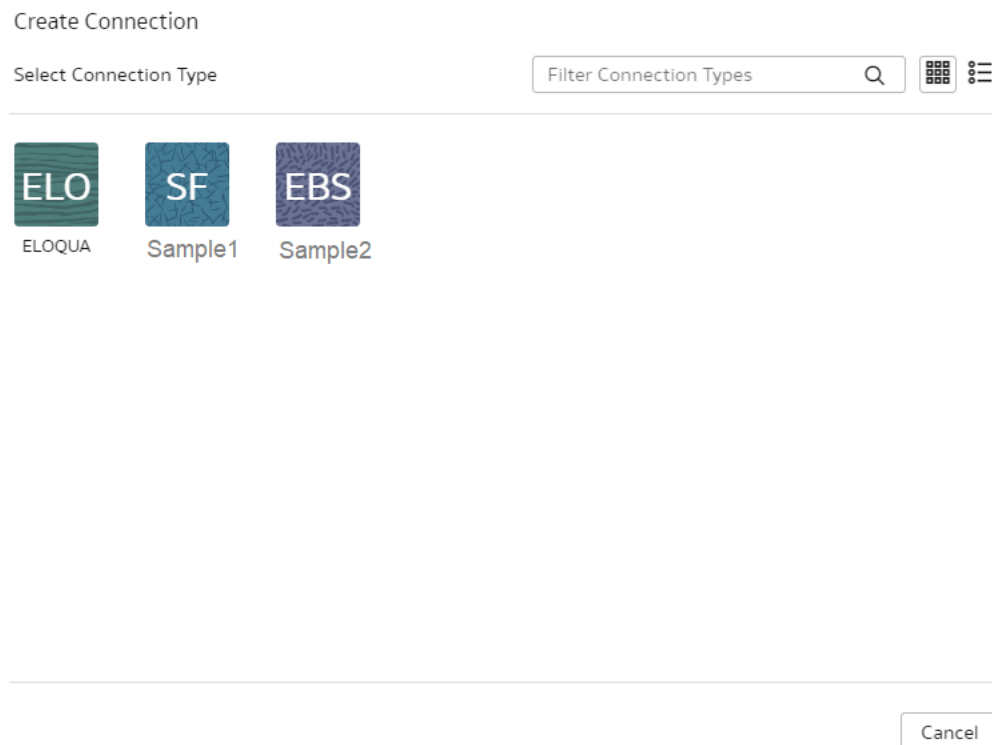 Create Connection
Select Connection Type
Filter Connection Types
ELO
SF
EBS
ELOQUA
Sample1
Sample2
Cancel